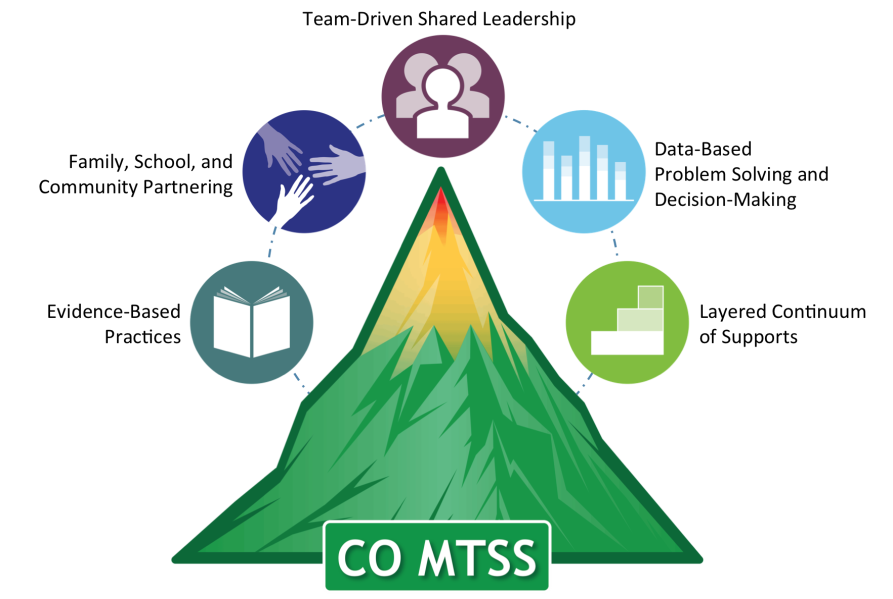 Team-Driven Shared Leadership
Family, School, and
Community Partnering
Data-Based
Problem Solving and
Decision-Making
Evidence-Based
Practices
Layered Continuum
of Supports
CO MTSS